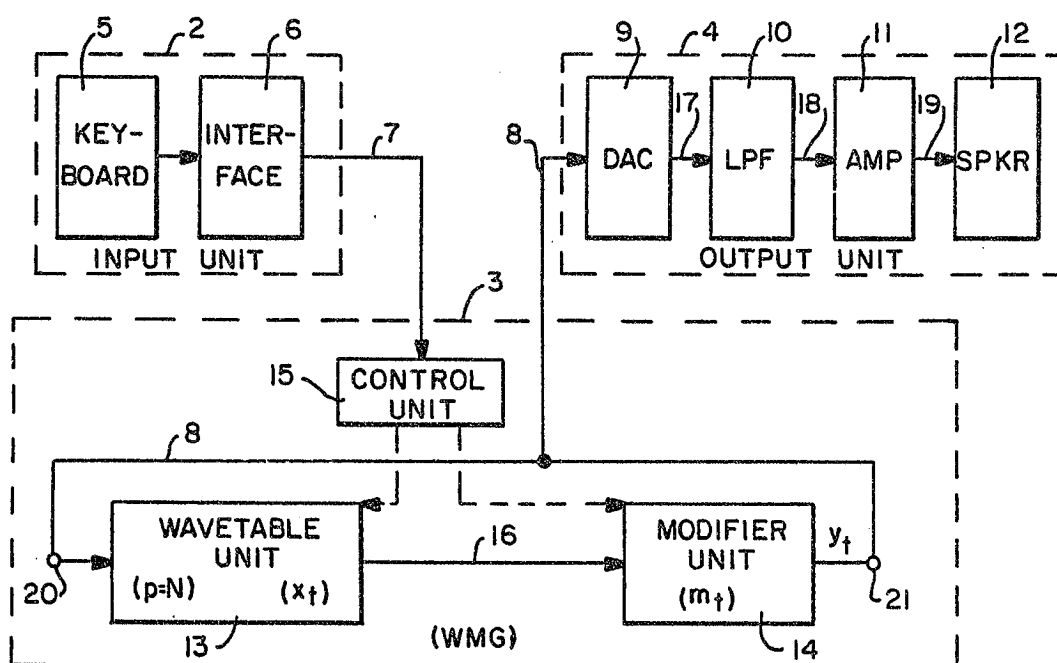 5
2
6
KEY-
BOARD
INTER-
FACE
INPUT UNIT
7
9
4
10
11
12
8
DAC
17
LPF
18
AMP
19
SPKR
OUTPUT UNIT
3
15
CONTROL
UNIT
8
20
WAVETABLE
UNIT
(p=N) (xt)
13
16
MODIFIER
UNIT
(mt)
14
yt
21
(WMG)